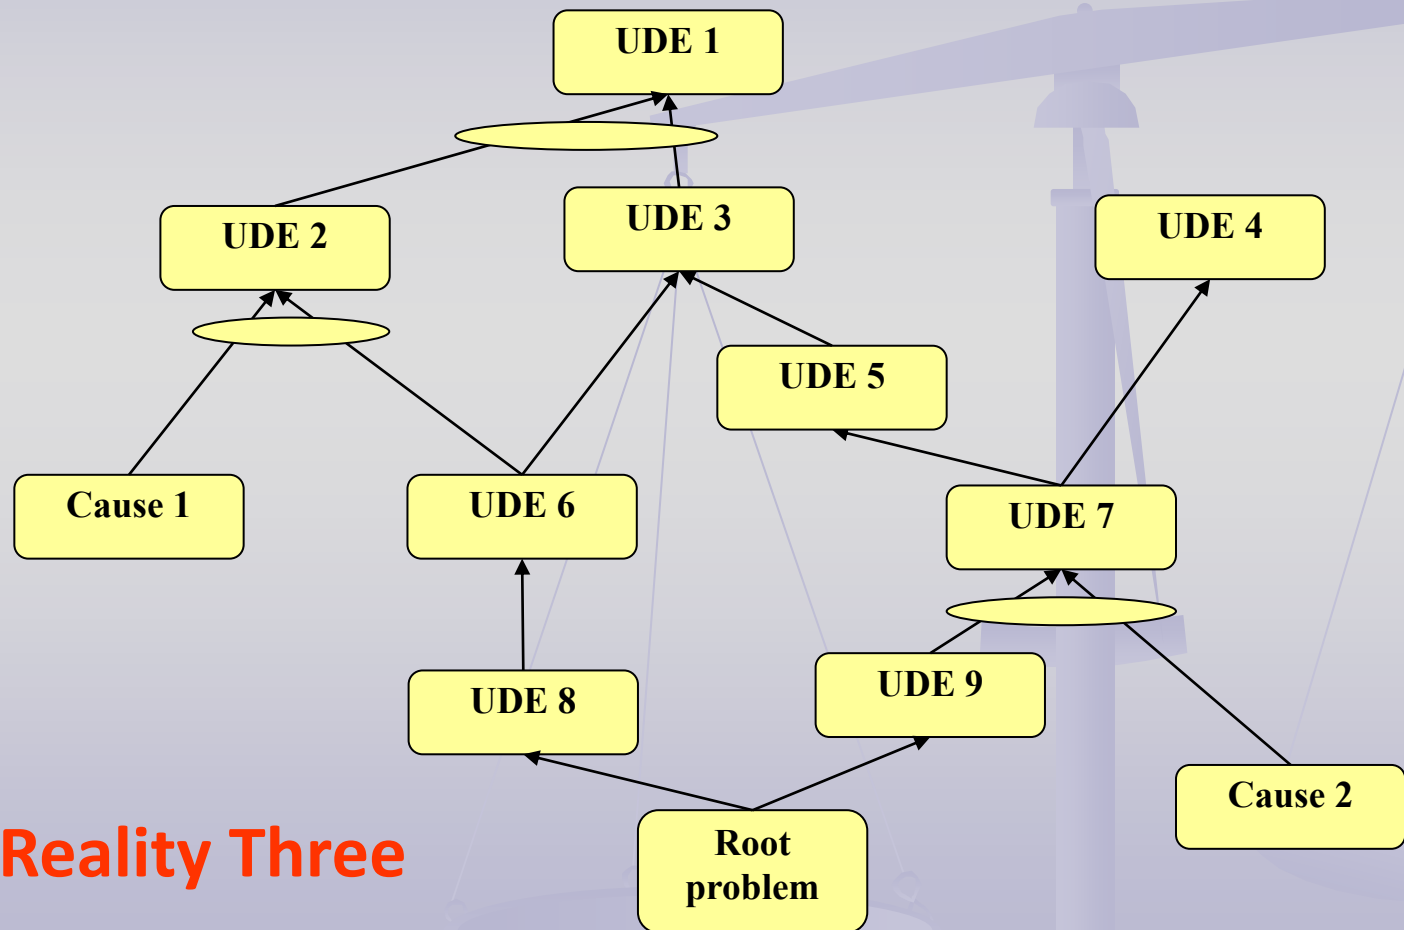 UDE 1
UDE 2
UDE 3
UDE 4
UDE 5
Cause 1
UDE 6
UDE 7
UDE 8
UDE 9
Cause 2
Root
problem
Reality Three